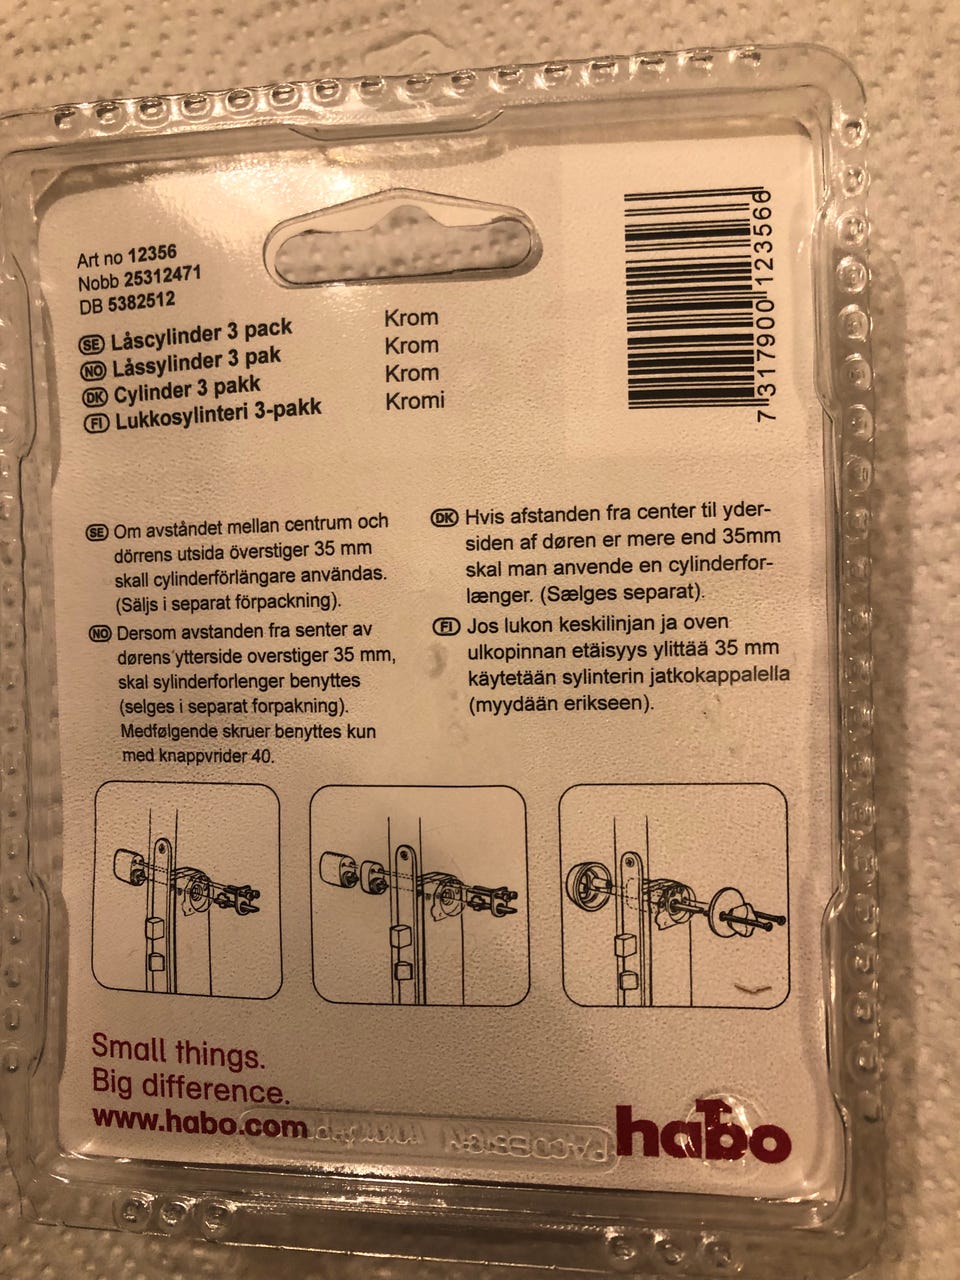 Art no 12356
Nobb 25312471
DB 5382512
SE Låscylinder 3 pack Krom
NO Låssylinder 3 pak Krom
DK Cylinder 3 pakk Krom
FI Lukkosylinteri 3-pakk Kromi
7 317900 123566
SE Om avståndet mellan centrum och
dörrens utsida överstiger 35 mm
skall cylinderförlängare användas.
(Säljs i separat förpackning).
NO Dersom avstanden fra senter av
dørens ytterside overstiger 35 mm,
skal sylinderforlenger benyttes
(selges i separat forpakning).
Medfølgende skruer benyttes kun
med knappvrider 40.
DK Hvis afstanden fra center til yder-
siden af døren er mere end 35mm
skal man anvende en cylinderfor-
længer. (Sælges separat).
FI Jos lukon keskilinjan ja oven
ulkopinnan etäisyys ylittää 35 mm
käytetään sylinterin jatkokappalella
(myydään erikseen).
Small things.
Big difference.
www.habo.com
habo